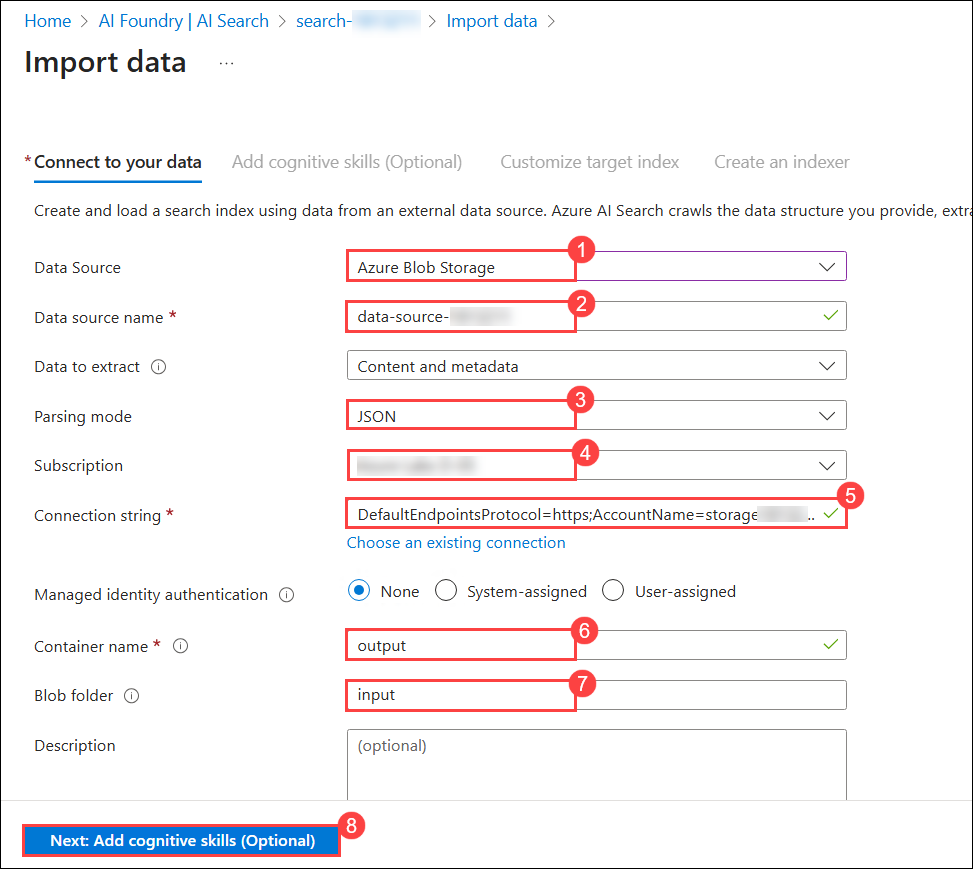 Home > AI Foundry | AI Search > search- > Import data >
Import data ...
* Connect to your data Add cognitive skills (Optional) Customize target index Create an indexer
Create and load a search index using data from an external data source. Azure AI Search crawls the data structure you provide, extra
1
Data Source Azure Blob Storage
2
Data source name * data-source-
Data to extract Content and metadata
3
Parsing mode JSON
4
Subscription
5
Connection string * DefaultEndpointsProtocol=https;AccountName=storage ..
Choose an existing connection
Managed identity authentication None System-assigned User-assigned
6
Container name * output
7
Blob folder input
Description (optional)
8
Next: Add cognitive skills (Optional)